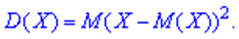 D(X) = M(X − M(X))².